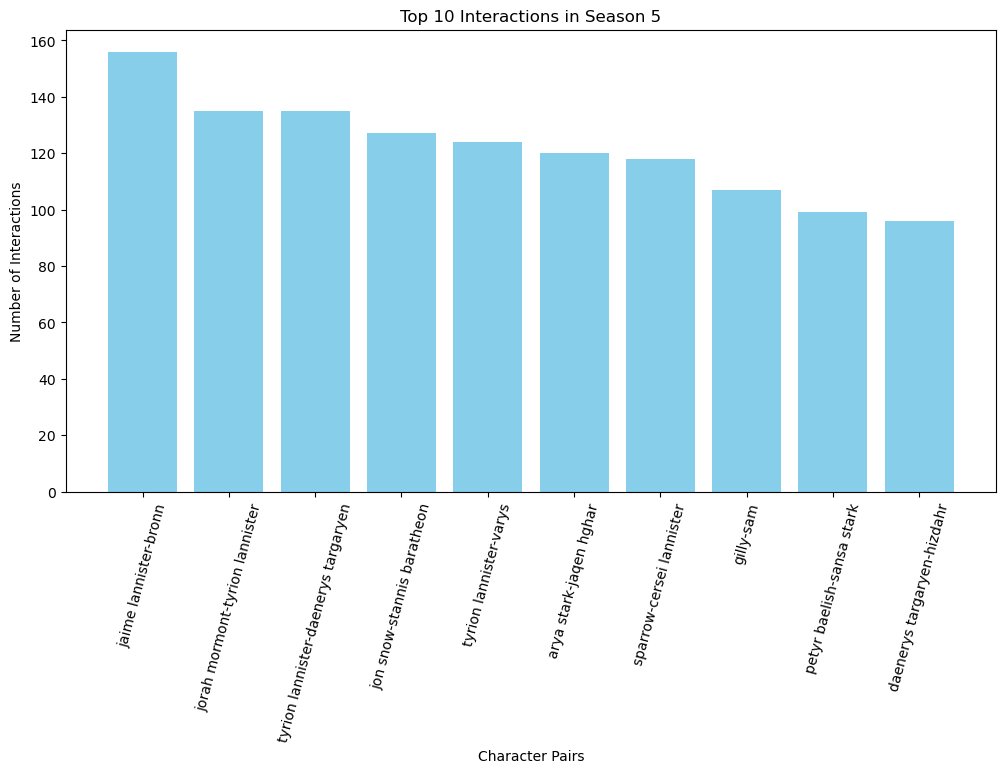 Top 10 Interactions in Season 5
Number of Interactions
160
140
120
100
80
60
40
20
0
jaime lannister-bronn
jorah mormont-tyrion lannister
tyrion lannister-daenerys targaryen
jon snow-stannis baratheon
tyrion lannister-varys
arya stark-jaqen hghar
sparrow-cersei lannister
gilly-sam
petyr baelish-sansa stark
daenerys targaryen-hizdahr
Character Pairs